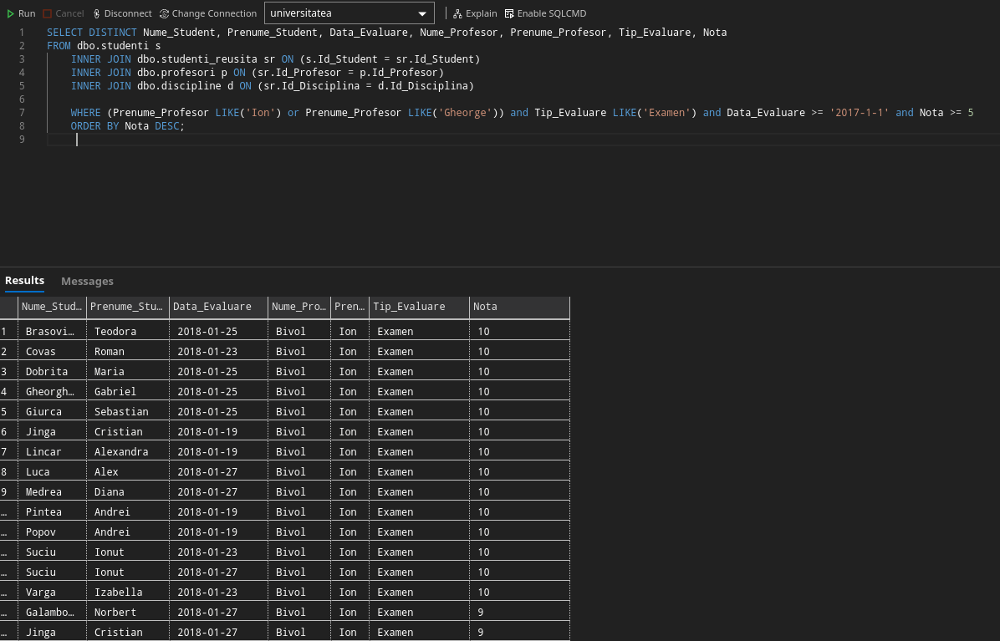 Run Cancel Disconnect Change Connection universitatea Explain Enable SQLCMD
1 SELECT DISTINCT Nume_Student, Prenume_Student, Data_Evaluare, Nume_Profesor, Prenume_Profesor, Tip_Evaluare, Nota
2 FROM dbo.studenti s
3 INNER JOIN dbo.studenti_reusita sr ON (s.Id_Student = sr.Id_Student)
4 INNER JOIN dbo.profesori p ON (sr.Id_Profesor = p.Id_Profesor)
5 INNER JOIN dbo.discipline d ON (sr.Id_Disciplina = d.Id_Disciplina)
6
7 WHERE (Prenume_Profesor LIKE('Ion') or Prenume_Profesor LIKE('Gheorge')) and Tip_Evaluare LIKE('Examen') and Data_Evaluare >= '2017-1-1' and Nota >= 5
8 ORDER BY Nota DESC;
9
Results Messages
Nume_Stud… Prenume_Stu… Data_Evaluare Nume_Pro… Pren… Tip_Evaluare Nota
1 Brasovi… Teodora 2018-01-25 Bivol Ion Examen 10
2 Covas Roman 2018-01-23 Bivol Ion Examen 10
3 Dobrita Maria 2018-01-25 Bivol Ion Examen 10
4 Gheorgh… Gabriel 2018-01-25 Bivol Ion Examen 10
5 Giurca Sebastian 2018-01-25 Bivol Ion Examen 10
6 Jinga Cristian 2018-01-19 Bivol Ion Examen 10
7 Lincar Alexandra 2018-01-19 Bivol Ion Examen 10
8 Luca Alex 2018-01-27 Bivol Ion Examen 10
9 Medrea Diana 2018-01-27 Bivol Ion Examen 10
… Pintea Andrei 2018-01-19 Bivol Ion Examen 10
… Popov Andrei 2018-01-19 Bivol Ion Examen 10
… Suciu Ionut 2018-01-23 Bivol Ion Examen 10
… Suciu Ionut 2018-01-27 Bivol Ion Examen 10
… Varga Izabella 2018-01-23 Bivol Ion Examen 10
… Galambo… Norbert 2018-01-27 Bivol Ion Examen 9
… Jinga Cristian 2018-01-27 Bivol Ion Examen 9